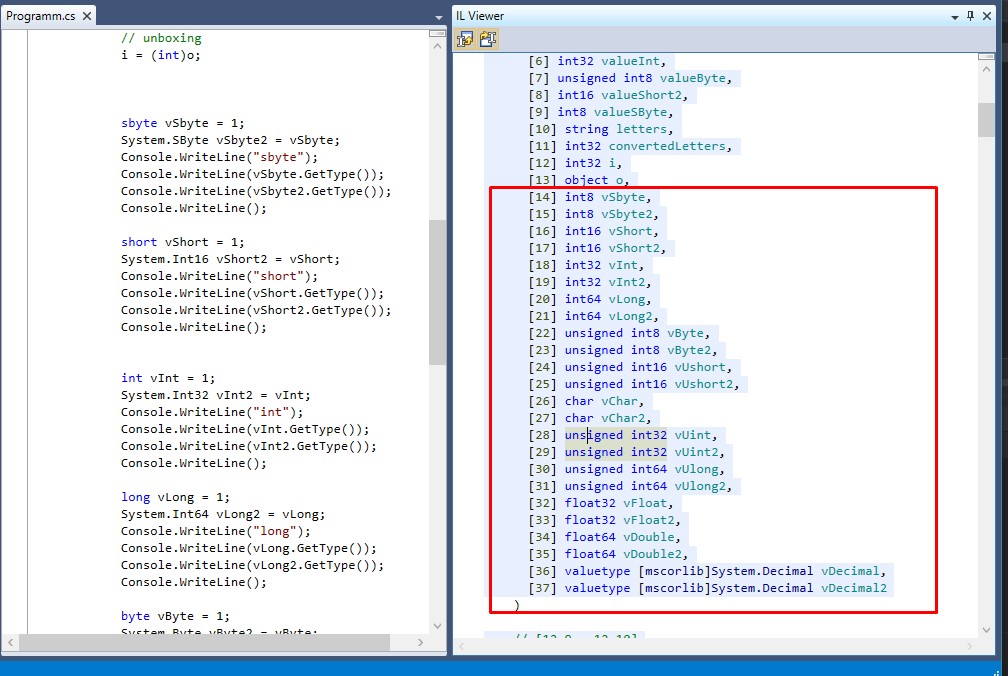 Programm.cs
// unboxing
i = (int)o;
sbyte vSbyte = 1;
System.SByte vSbyte2 = vSbyte;
Console.WriteLine("sbyte");
Console.WriteLine(vSbyte.GetType());
Console.WriteLine(vSbyte2.GetType());
Console.WriteLine();
short vShort = 1;
System.Int16 vShort2 = vShort;
Console.WriteLine("short");
Console.WriteLine(vShort.GetType());
Console.WriteLine(vShort2.GetType());
Console.WriteLine();
int vInt = 1;
System.Int32 vInt2 = vInt;
Console.WriteLine("int");
Console.WriteLine(vInt.GetType());
Console.WriteLine(vInt2.GetType());
Console.WriteLine();
long vLong = 1;
System.Int64 vLong2 = vLong;
Console.WriteLine("long");
Console.WriteLine(vLong.GetType());
Console.WriteLine(vLong2.GetType());
Console.WriteLine();
byte vByte = 1;
System.Byte vByte2 = vByte;
IL Viewer
[6] int32 valueInt,
[7] unsigned int8 valueByte,
[8] int16 valueShort2,
[9] int8 valueSByte,
[10] string letters,
[11] int32 convertedLetters,
[12] int32 i,
[13] object o,
[14] int8 vSbyte,
[15] int8 vSbyte2,
[16] int16 vShort,
[17] int16 vShort2,
[18] int32 vInt,
[19] int32 vInt2,
[20] int64 vLong,
[21] int64 vLong2,
[22] unsigned int8 vByte,
[23] unsigned int8 vByte2,
[24] unsigned int16 vUshort,
[25] unsigned int16 vUshort2,
[26] char vChar,
[27] char vChar2,
[28] unsigned int32 vUint,
[29] unsigned int32 vUint2,
[30] unsigned int64 vUlong,
[31] unsigned int64 vUlong2,
[32] float32 vFloat,
[33] float32 vFloat2,
[34] float64 vDouble,
[35] float64 vDouble2,
[36] valuetype [mscorlib]System.Decimal vDecimal,
[37] valuetype [mscorlib]System.Decimal vDecimal2
)